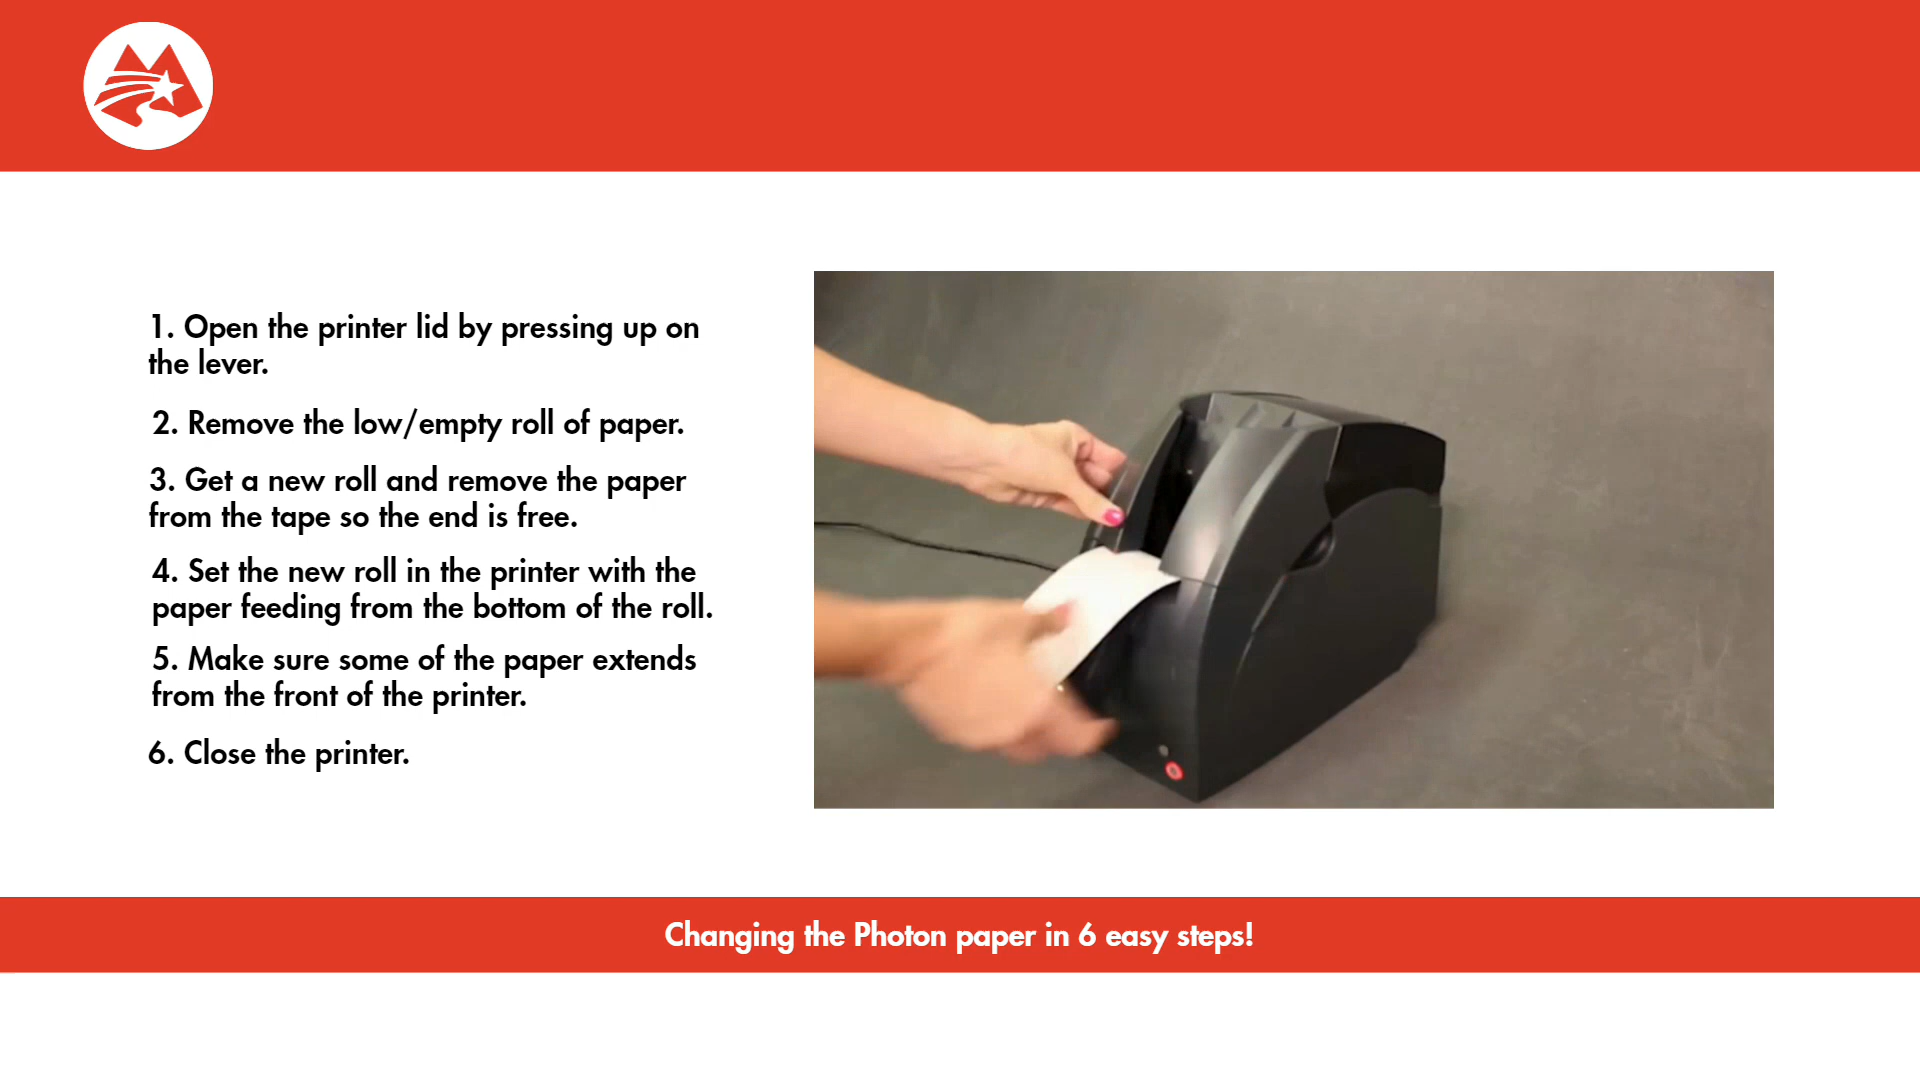 1. Open the printer lid by pressing up on
the lever.
2. Remove the low/empty roll of paper.
3. Get a new roll and remove the paper
from the tape so the end is free.
4. Set the new roll in the printer with the
paper feeding from the bottom of the roll.
5. Make sure some of the paper extends
from the front of the printer.
6. Close the printer.
Changing the Photon paper in 6 easy steps!